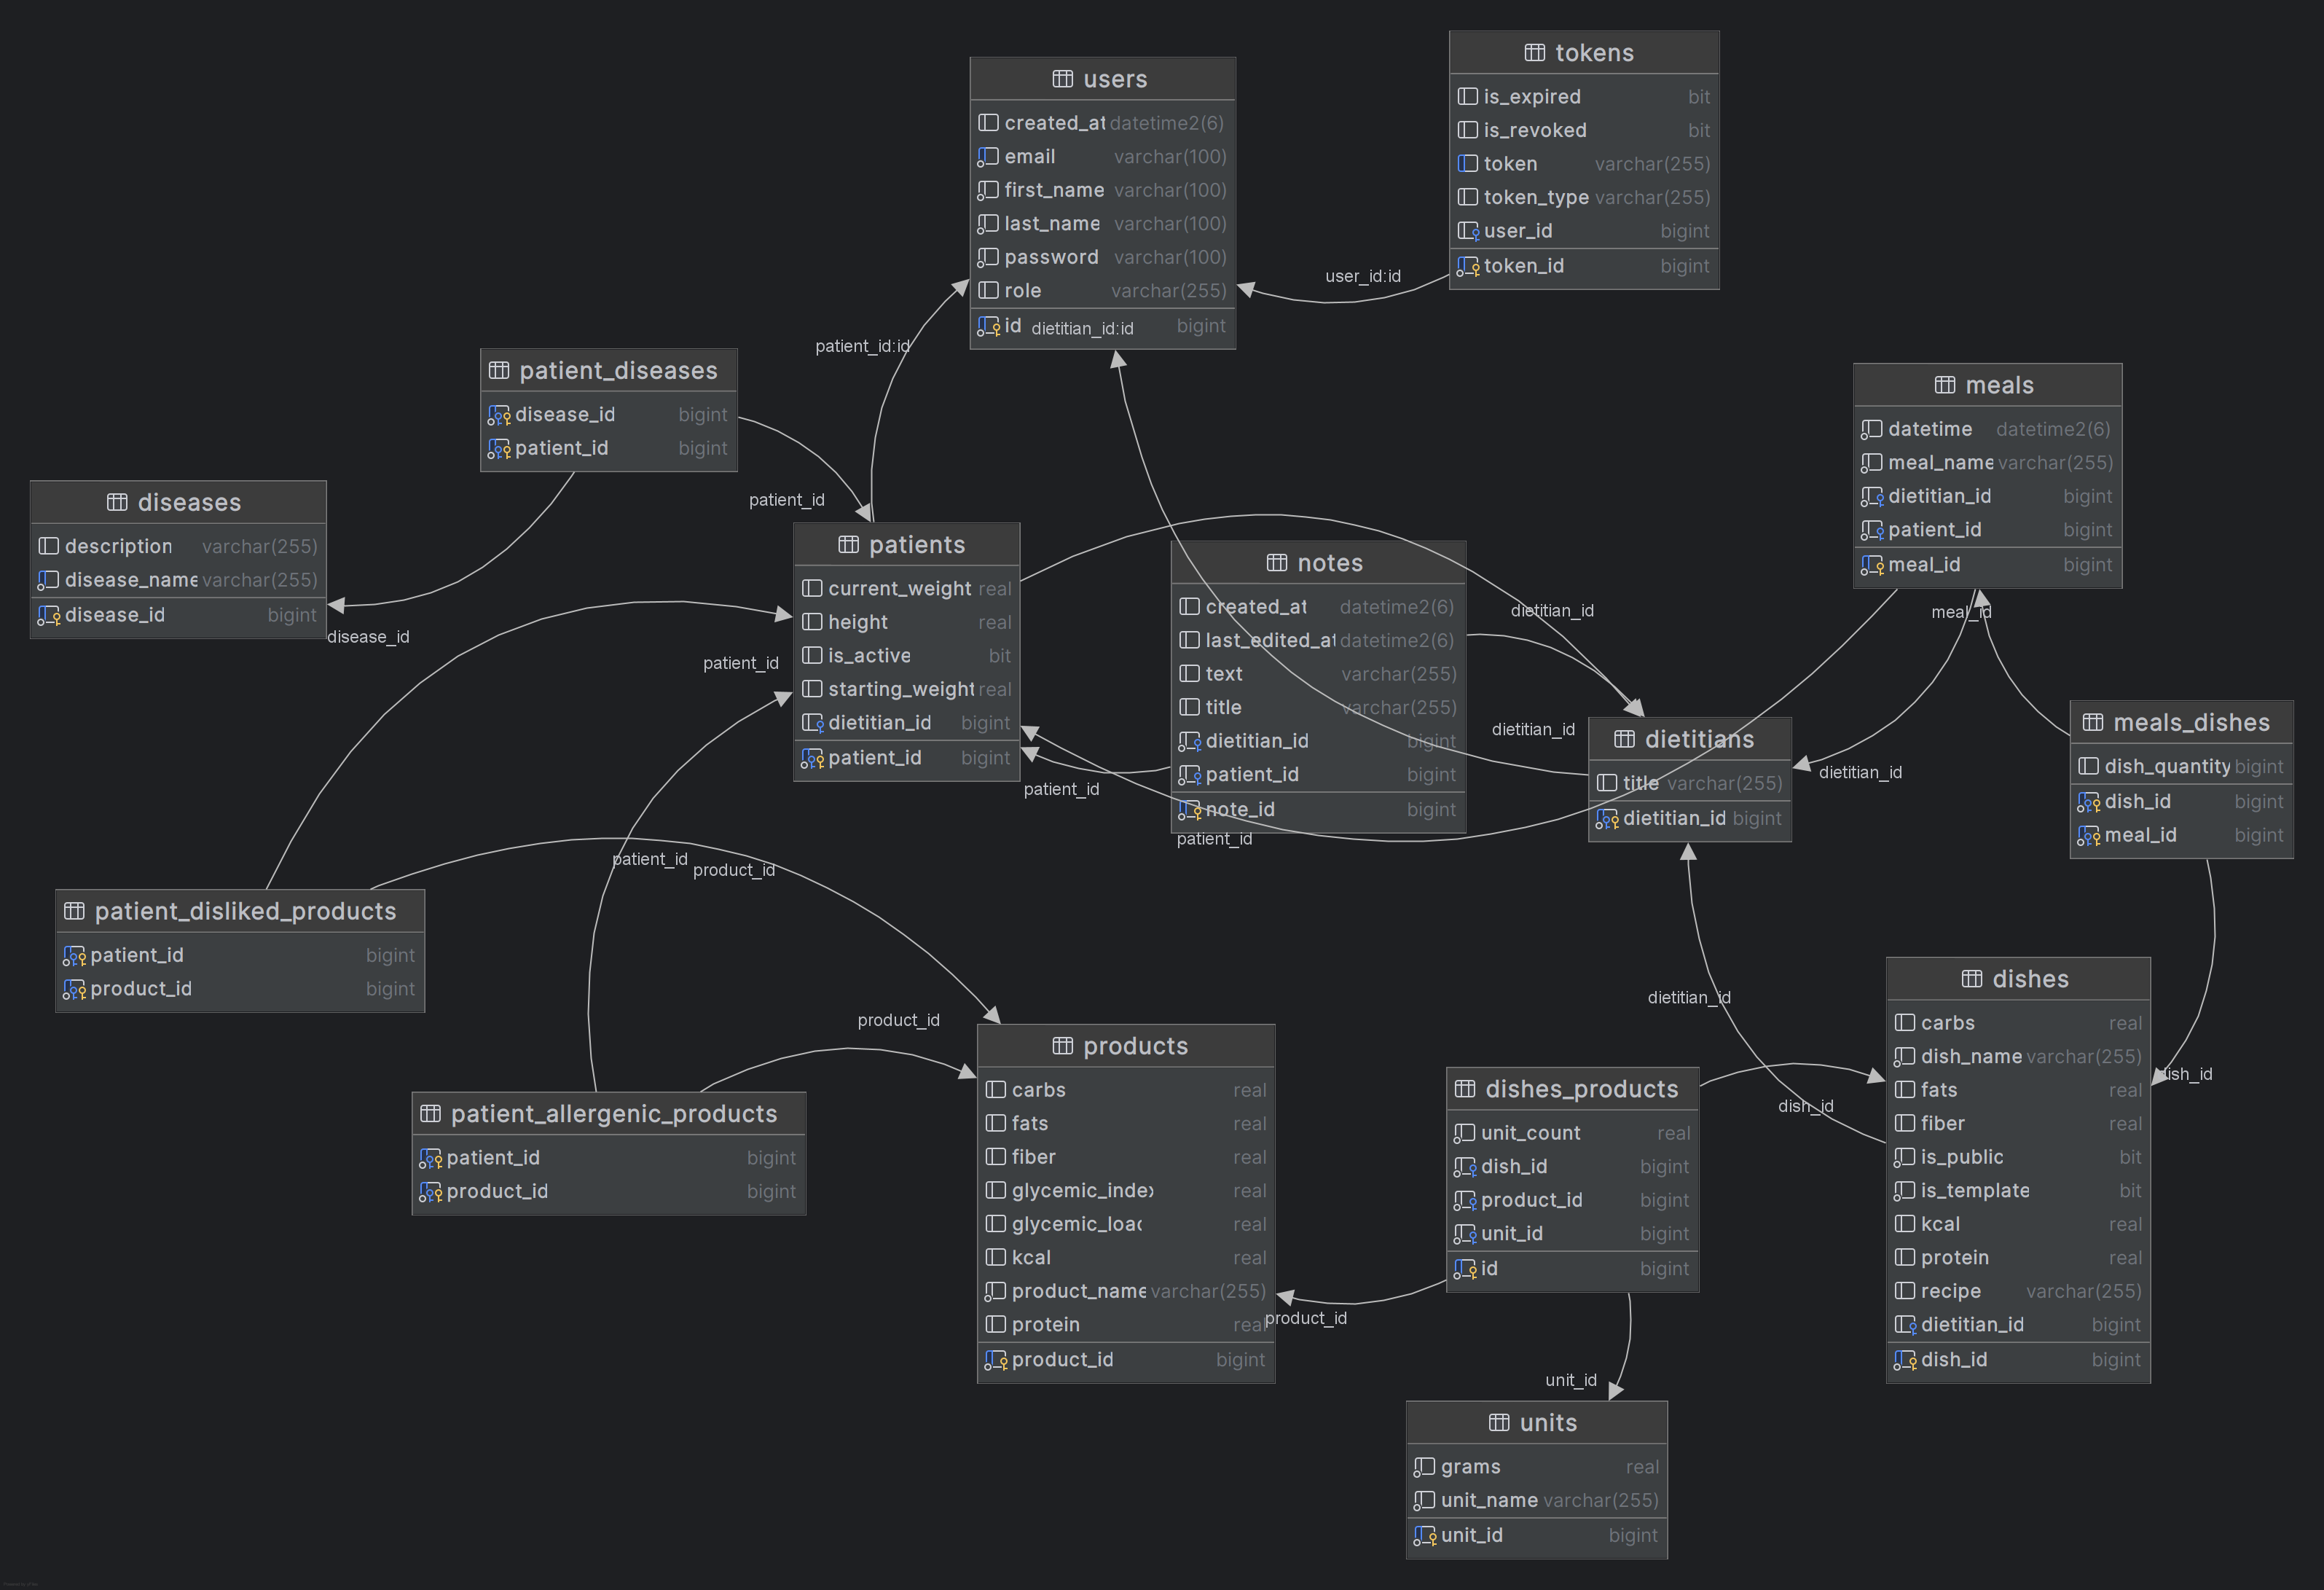 users
created_at datetime2(6)
email varchar(100)
first_name varchar(100)
last_name varchar(100)
password varchar(100)
role varchar(255)
id bigint
dietitian_id:id
tokens
is_expired bit
is_revoked bit
token varchar(255)
token_type varchar(255)
user_id bigint
token_id bigint
user_id:id
patient_id:id
patient_diseases
disease_id bigint
patient_id bigint
patient_id
diseases
description varchar(255)
disease_name varchar(255)
disease_id bigint
disease_id
meals
datetime datetime2(6)
meal_name varchar(255)
dietitian_id bigint
patient_id bigint
meal_id bigint
meal_id
patients
current_weight real
height real
is_active bit
starting_weight real
dietitian_id bigint
patient_id bigint
patient_id
patient_id
notes
created_at datetime2(6)
last_edited_at datetime2(6)
text varchar(255)
title varchar(255)
dietitian_id bigint
patient_id bigint
note_id bigint
patient_id
dietitian_id
dietitian_id
dietitians
title varchar(255)
dietitian_id bigint
dietitian_id
meals_dishes
dish_quantity bigint
dish_id bigint
meal_id bigint
patient_id
product_id
patient_disliked_products
patient_id bigint
product_id bigint
product_id
patient_allergenic_products
patient_id bigint
product_id bigint
products
carbs real
fats real
fiber real
glycemic_index real
glycemic_load real
kcal real
product_name varchar(255)
protein real
product_id bigint
product_id
dietitian_id
dish_id
dish_id
dishes_products
unit_count real
dish_id bigint
product_id bigint
unit_id bigint
id bigint
unit_id
dishes
carbs real
dish_name varchar(255)
fats real
fiber real
is_public bit
is_template bit
kcal real
protein real
recipe varchar(255)
dietitian_id bigint
dish_id bigint
units
grams real
unit_name varchar(255)
unit_id bigint